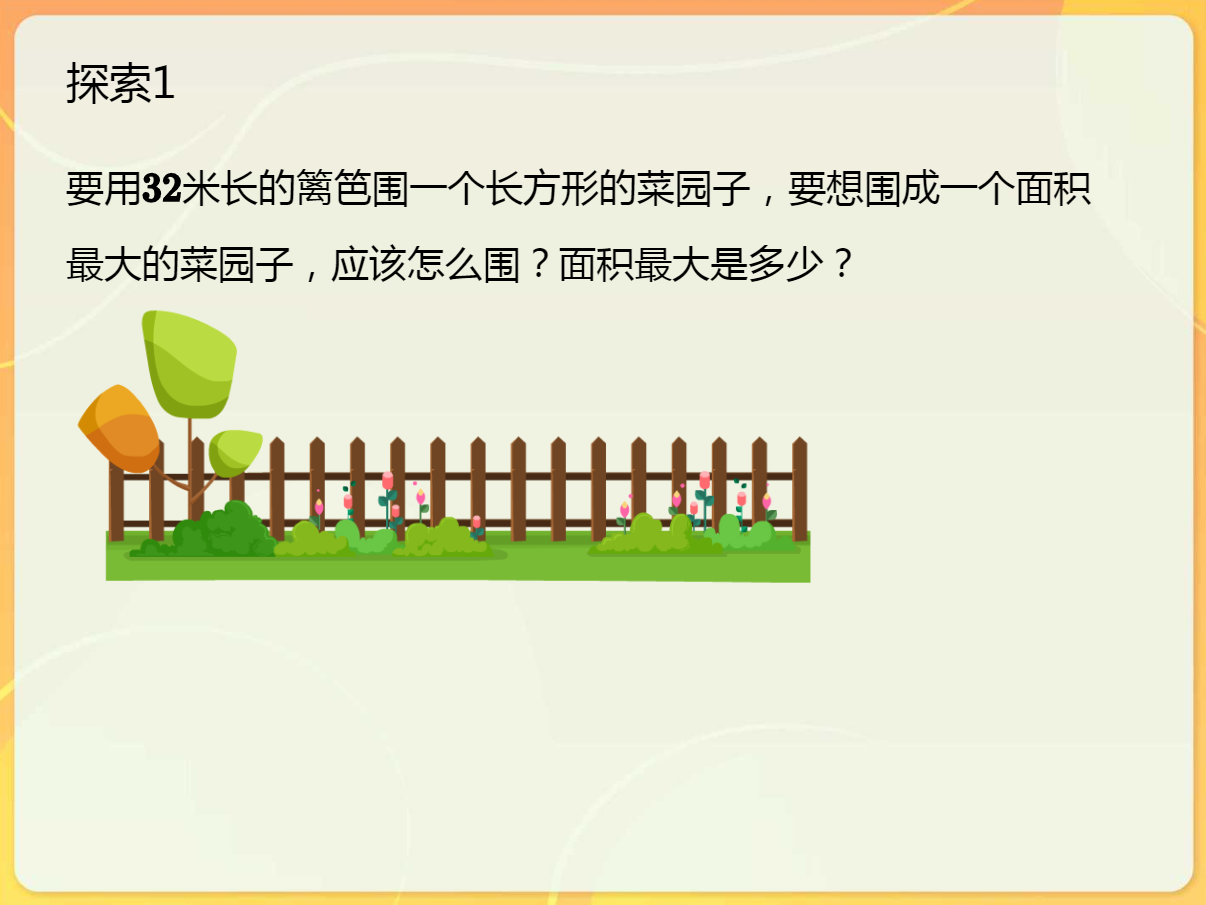 探索1
要用32米长的篱笆围一个长方形的菜园子，要想围成一个面积
最大的菜园子，应该怎么围？面积最大是多少？